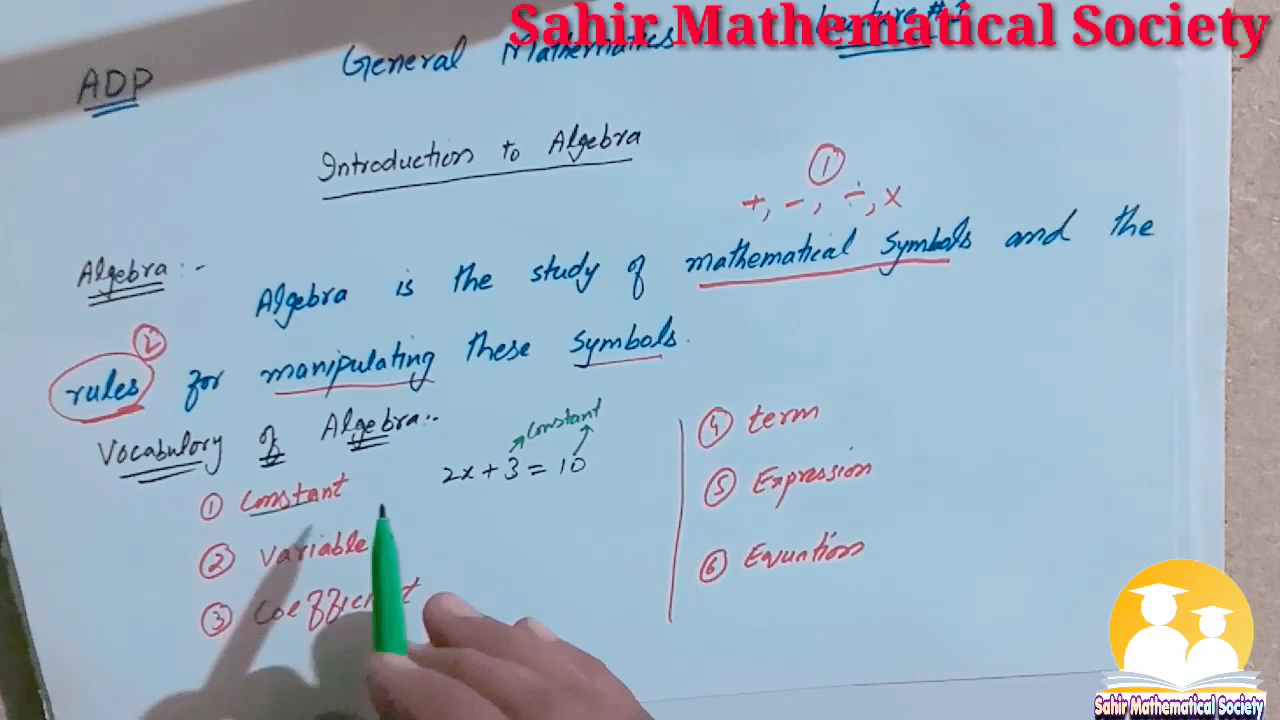 Sahir Mathematical Society
ADP
General Mathematics
Introduction to Algebra
①
+, -, ÷, x
Algebra :-
Algebra is the study of mathematical symbols and the
②
rules for manipulating these symbols.
Vocabulory of Algebra :-
constant
2x + 3 = 10
① Constant
② Variable
③ Coefficient
④ term
⑤ Expression
⑥ Equation
Sahir Mathematical Society